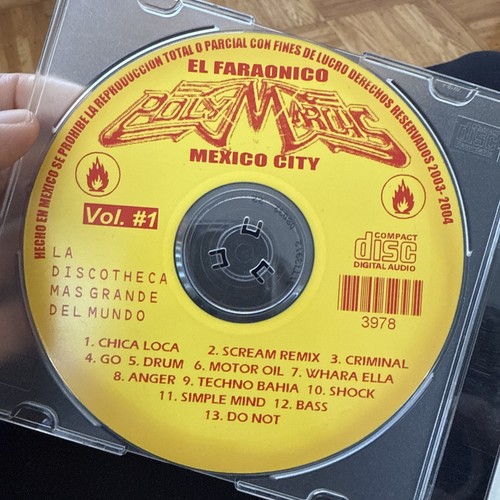 HECHO EN MEXICO SE PROHIBE LA REPRODUCCION TOTAL O PARCIAL CON FINES DE LUCRO DERECHOS RESERVADOS 2003-2004
EL FARAONICO
POLYMARCHS
MEXICO CITY
Vol. #1
LA
DISCOTHECA
MAS GRANDE
DEL MUNDO
COMPACT
disc
DIGITAL AUDIO
3978
1. CHICA LOCA 2. SCREAM REMIX 3. CRIMINAL
4. GO 5. DRUM 6. MOTOR OIL 7. WHARA ELLA
8. ANGER 9. TECHNO BAHIA 10. SHOCK
11. SIMPLE MIND 12. BASS
13. DO NOT